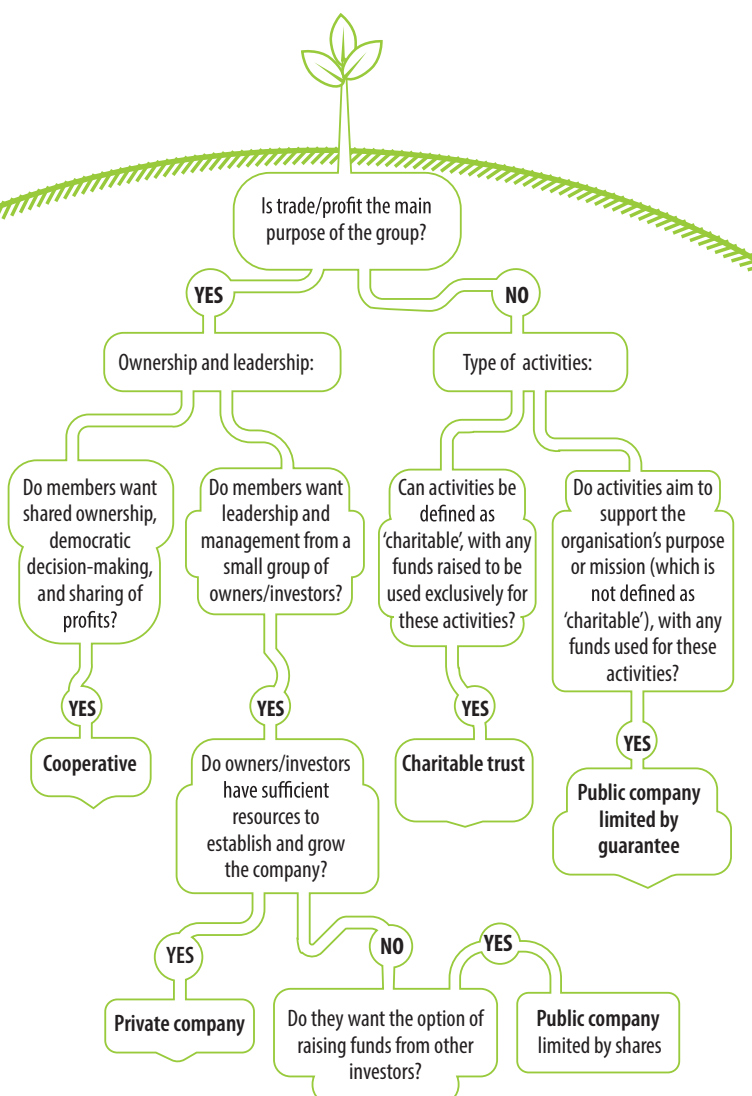 Is trade/profit the main
purpose of the group?
YES
NO
Ownership and leadership:
Type of activities:
Do members want
shared ownership,
democratic
decision-making,
and sharing of
profits?
Do members want
leadership and
management from a
small group of
owners/investors?
Can activities be
defined as
‘charitable’, with any
funds raised to be
used exclusively for
these activities?
Do activities aim to
support the
organisation’s purpose
or mission (which is
not defined as
‘charitable’), with any
funds used for these
activities?
YES
YES
YES
YES
Cooperative
Do owners/investors
have sufficient
resources to
establish and grow
the company?
Charitable trust
Public company
limited by
guarantee
YES
NO
YES
Private company
Do they want the option of
raising funds from other
investors?
Public company
limited by shares